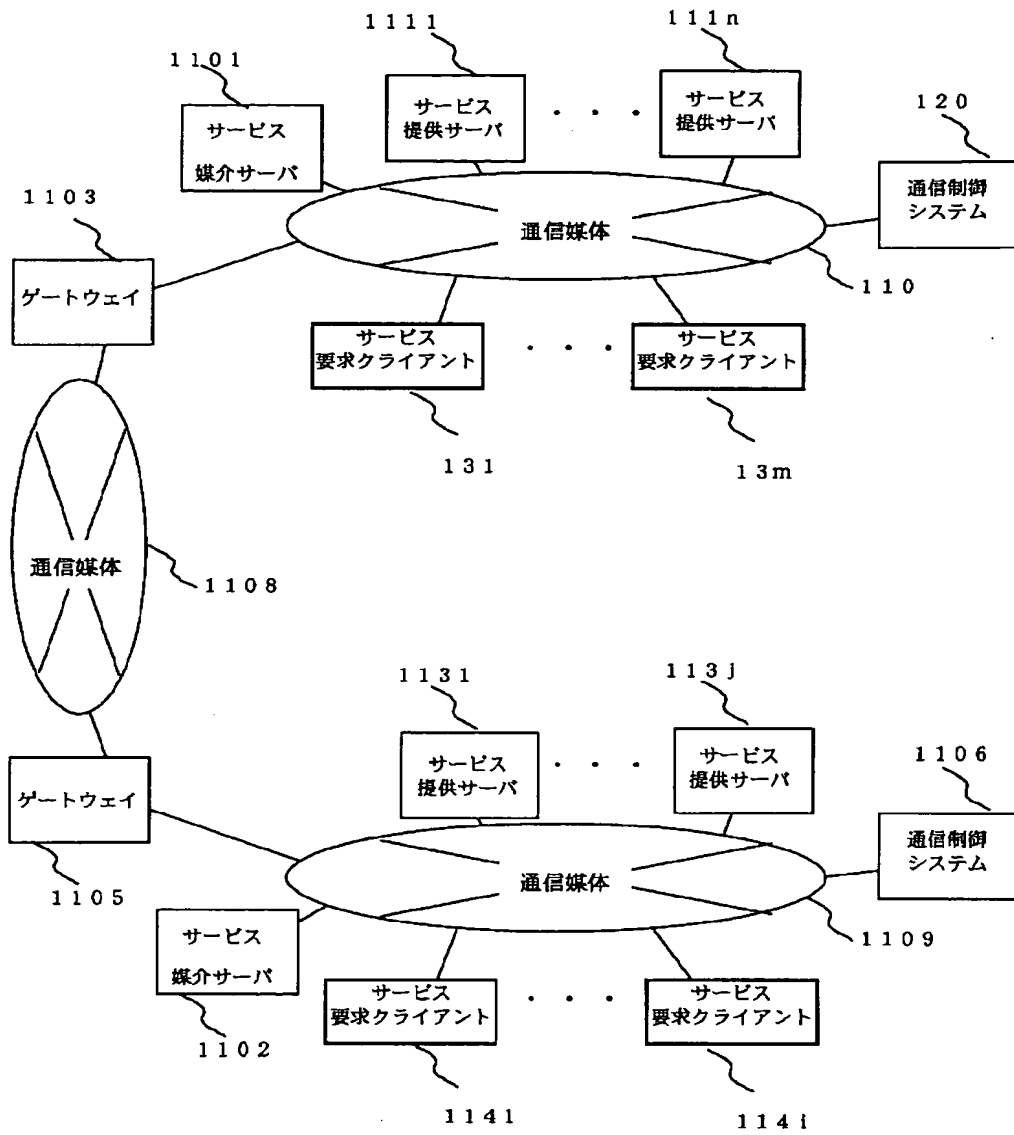 1111
111n
1101
サービス
提供サーバ
・・・
サービス
提供サーバ
120
サービス
媒介サーバ
通信制御
システム
1103
通信媒体
ゲートウェイ
110
サービス
要求クライアント
・・・
サービス
要求クライアント
131
13m
通信媒体
1108
1131
113j
サービス
提供サーバ
・・・
サービス
提供サーバ
1106
ゲートウェイ
通信制御
システム
通信媒体
1105
サービス
媒介サーバ
1109
サービス
要求クライアント
・・・
サービス
要求クライアント
1102
1141
114i